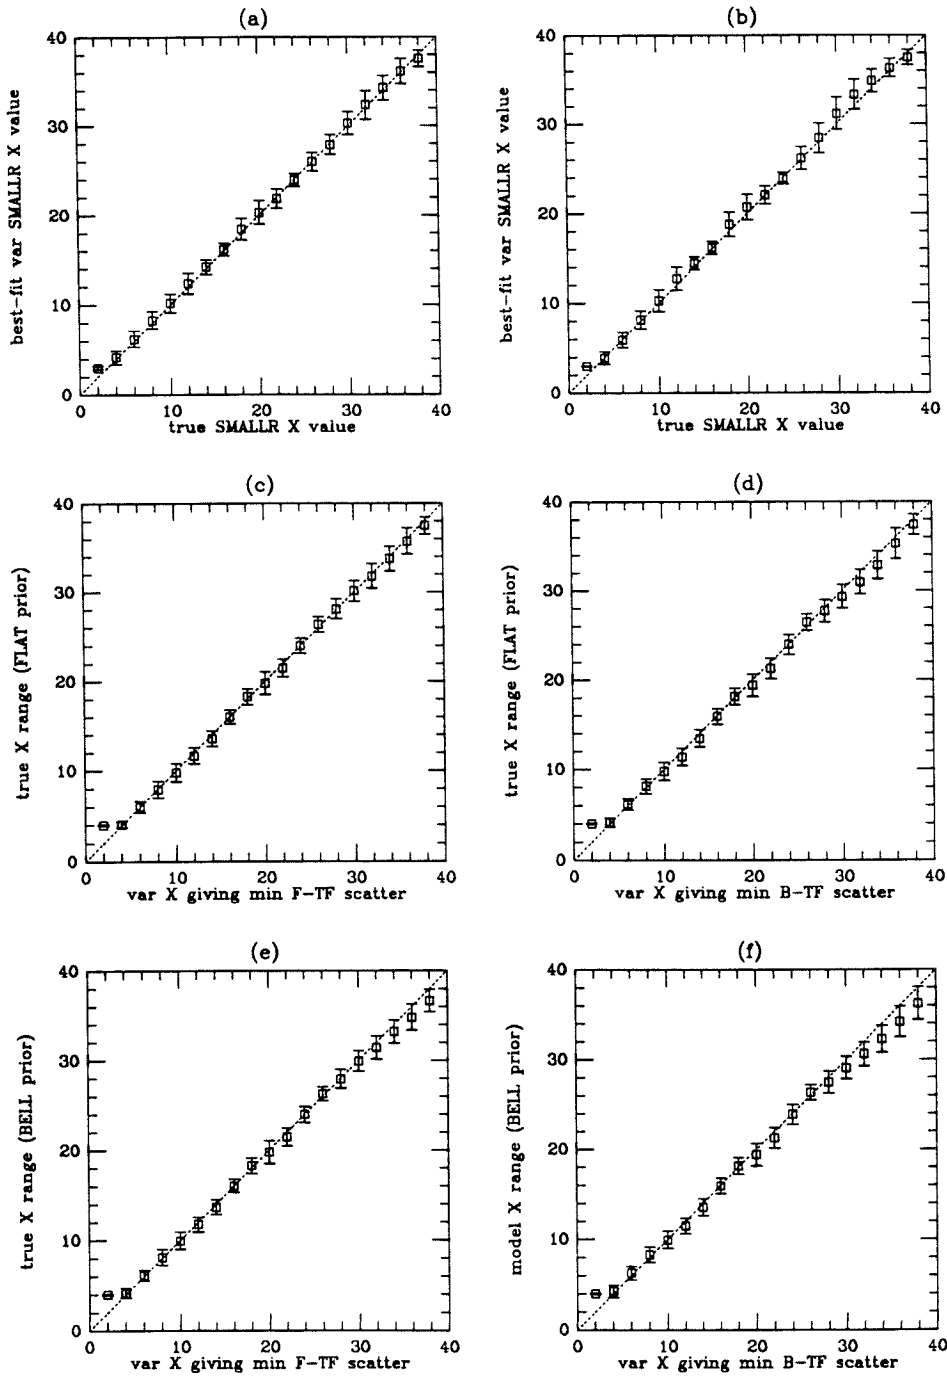 (a)
best-fit var SMALLR X value
40
30
20
10
0
0 10 20 30 40
true SMALLR X value
(b)
best-fit var SMALLR X value
40
30
20
10
0
0 10 20 30 40
true SMALLR X value
(c)
true X range (FLAT prior)
40
30
20
10
0
0 10 20 30 40
var X giving min F-TF scatter
(d)
true X range (FLAT prior)
40
30
20
10
0
0 10 20 30 40
var X giving min B-TF scatter
(e)
true X range (BELL prior)
40
30
20
10
0
0 10 20 30 40
var X giving min F-TF scatter
(f)
model X range (BELL prior)
40
30
20
10
0
0 10 20 30 40
var X giving min B-TF scatter